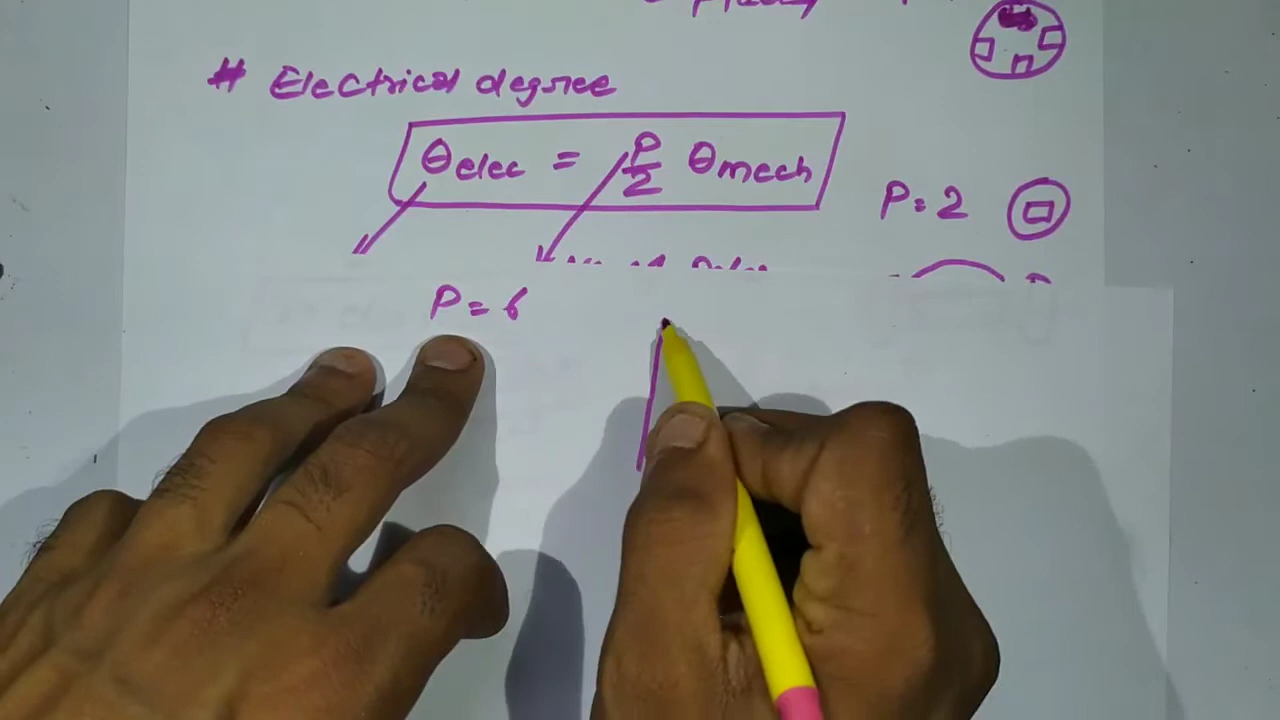 # Electrical degree
θelec = P/2 θmech
P = 2
P = 6